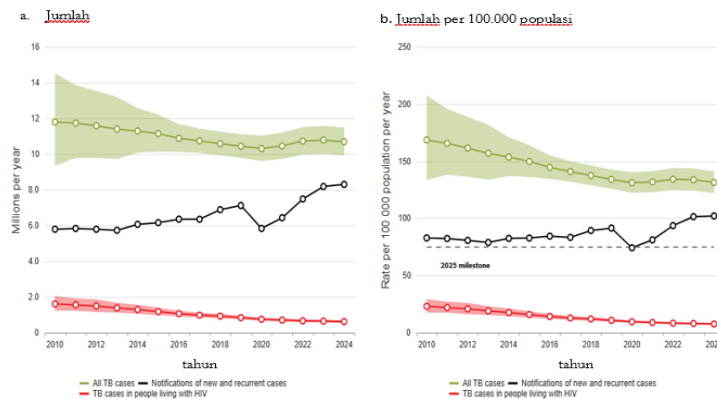 a. Jumlah
b. Jumlah per 100.000 populasi
Millions per year
16
14
12
10
8.0
6.0
4.0
2.0
0
2010 2012 2014 2016 2018 2020 2022 2024
tahun
All TB cases Notifications of new and recurrent cases
TB cases in people living with HIV
Rate per 100 000 population per year
250
200
150
100
50
0
2025 milestone
2010 2012 2014 2016 2018 2020 2022 202
tahun
All TB cases Notifications of new and recurrent cases
TB cases in people living with HIV